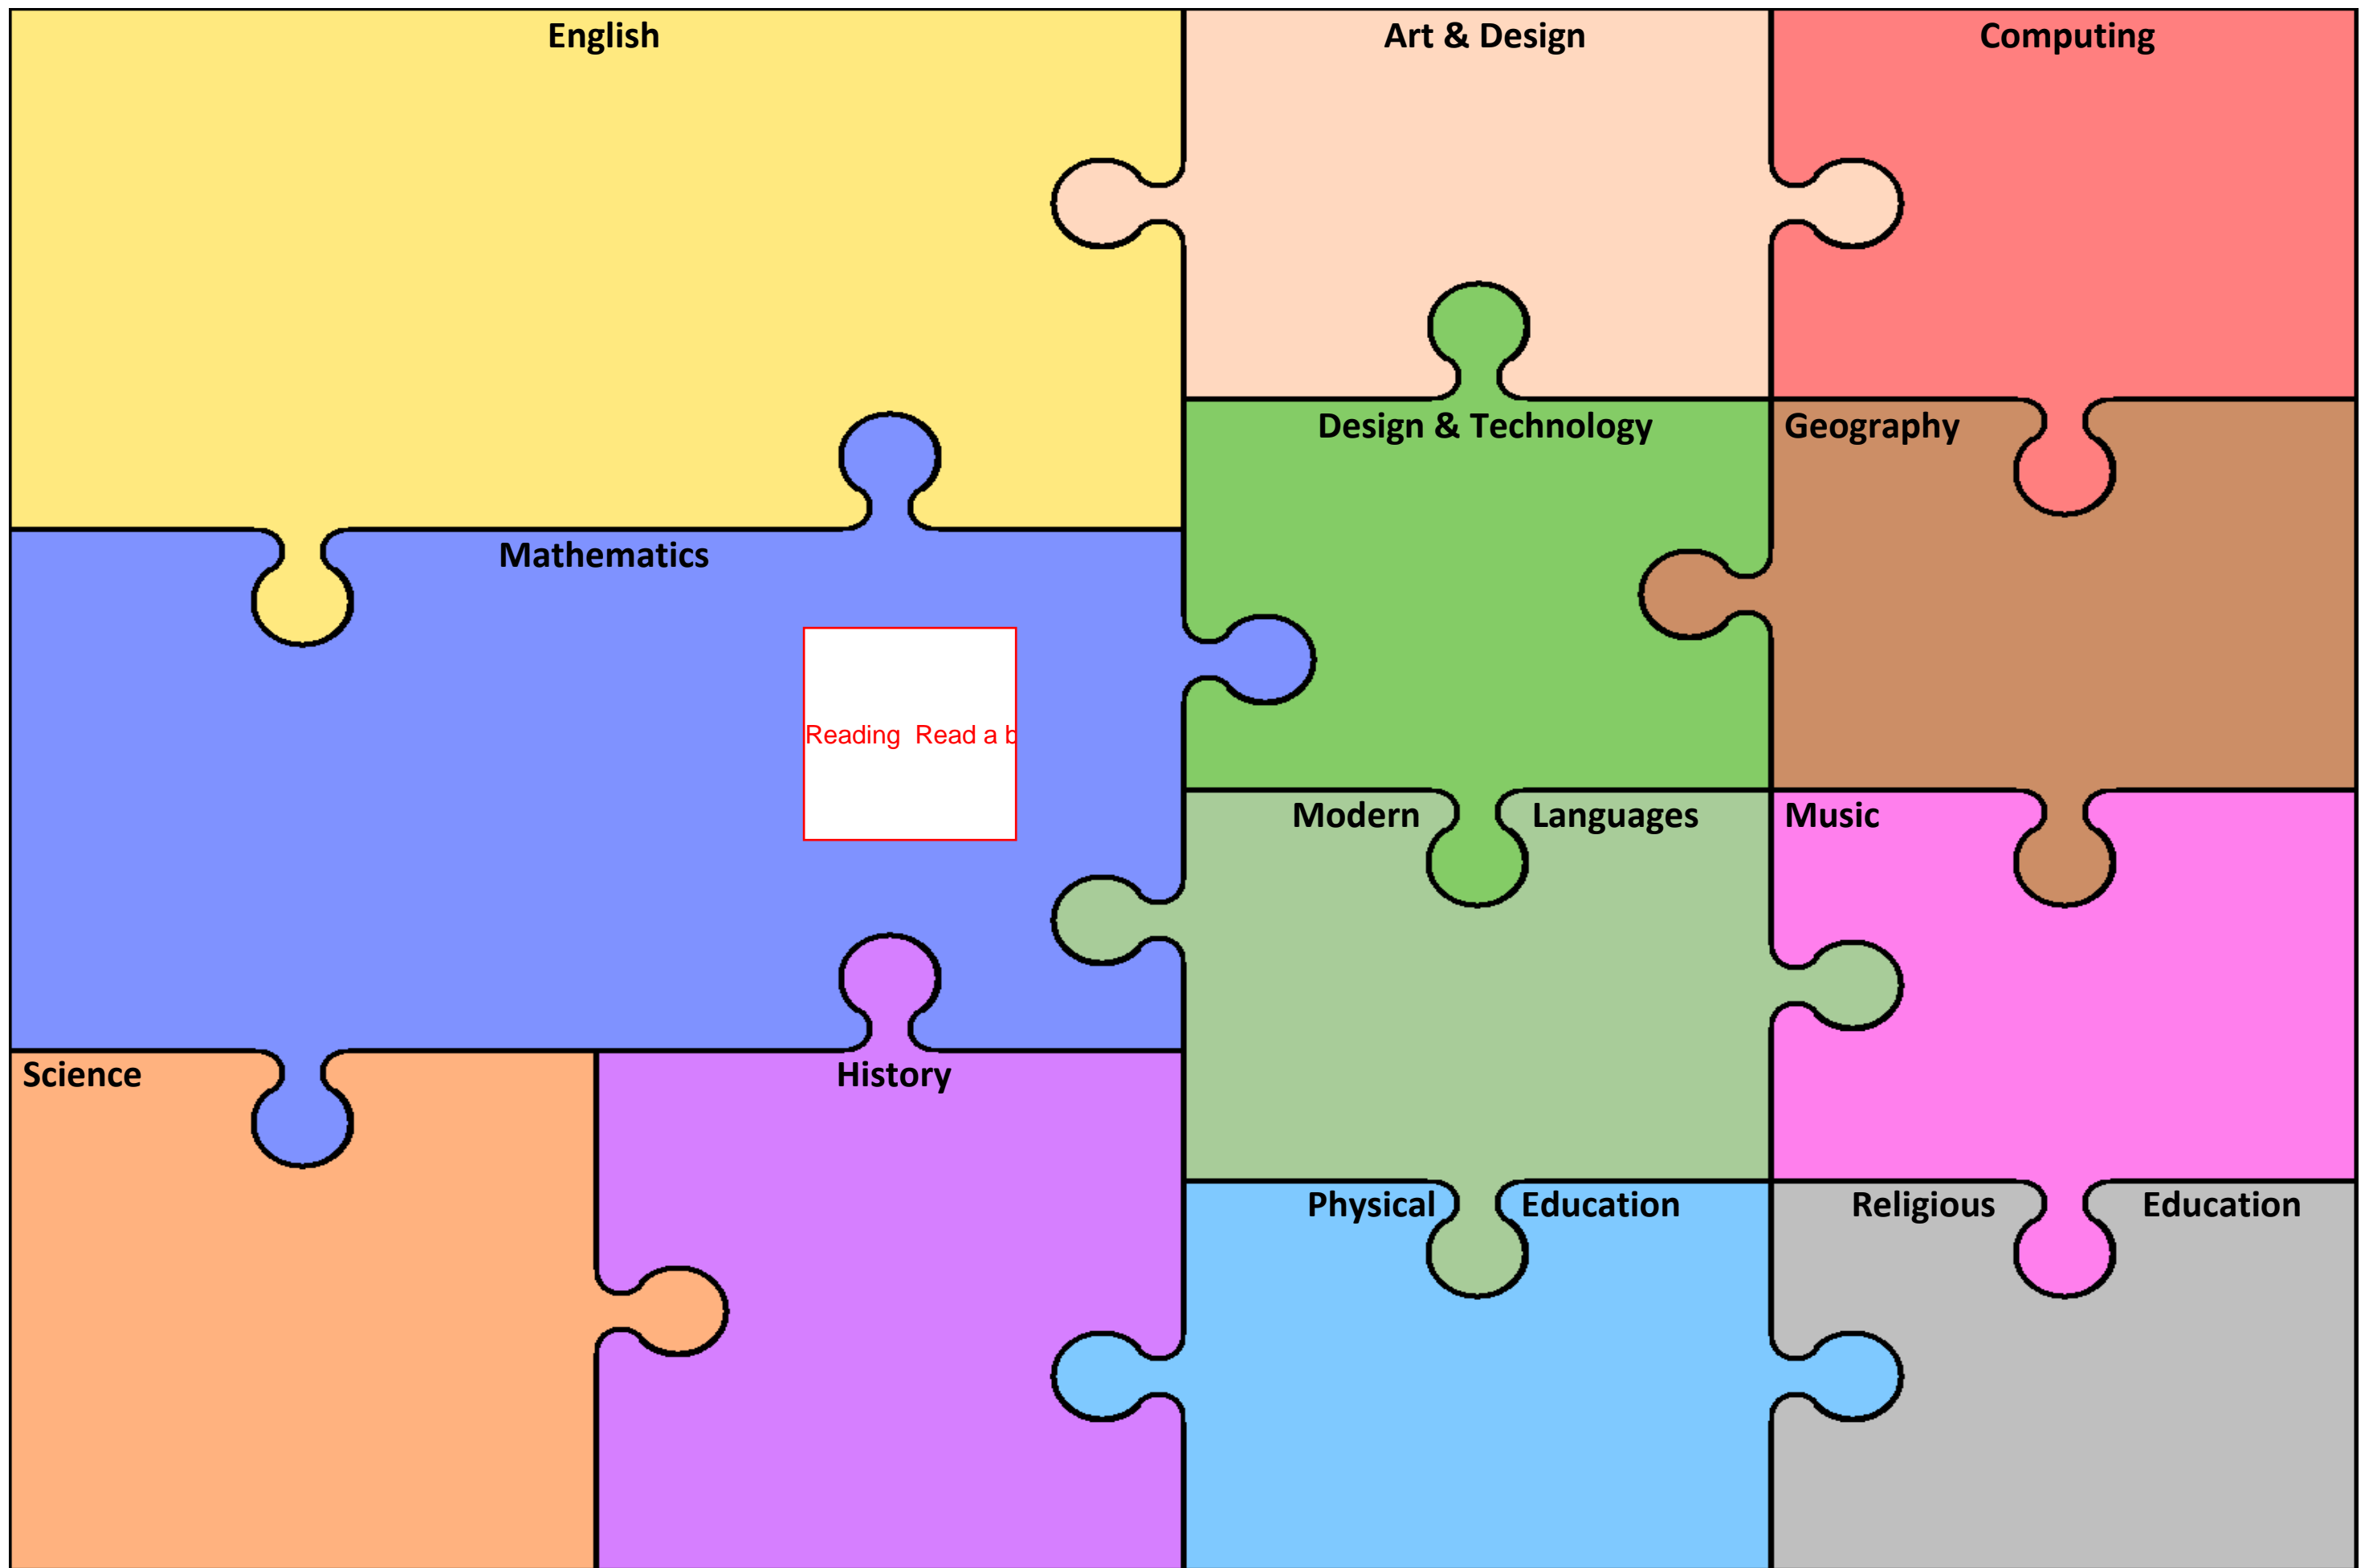 English
Art & Design
Computing
Design & Technology
Geography
Mathematics
Reading  Read a b
Modern Languages
Music
Science
History
Physical Education
Religious Education